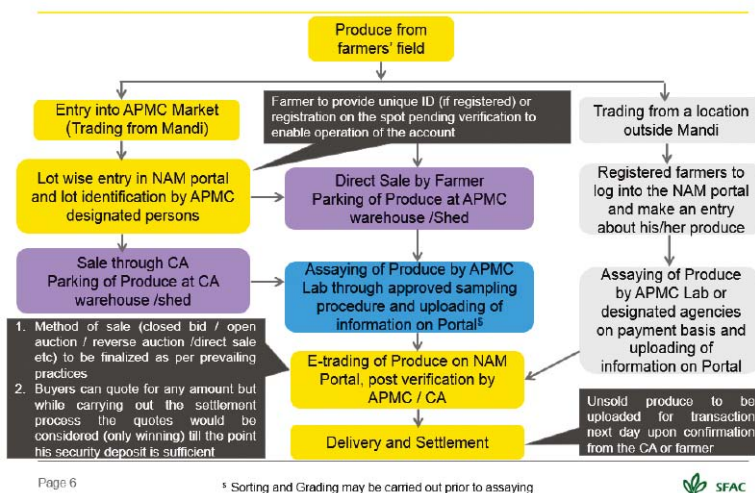 Produce from
farmers' field
Entry into APMC Market
(Trading from Mandi)
Farmer to provide unique ID (if registered) or
registration on the spot pending verification to
enable operation of the account
Trading from a location
outside Mandi
Lot wise entry in NAM portal
and lot identification by APMC
designated persons
Direct Sale by Farmer
Parking of Produce at APMC
warehouse /Shed
Registered farmers to
log into the NAM portal
and make an entry
about his/her produce
Sale through CA
Parking of Produce at CA
warehouse /shed
Assaying of Produce by APMC
Lab through approved sampling
procedure and uploading of
information on Portal$
Assaying of Produce
by APMC Lab or
designated agencies
on payment basis and
uploading of
information on Portal
1. Method of sale (closed bid / open
auction / reverse auction /direct sale
etc) to be finalized as per prevailing
practices
2. Buyers can quote for any amount but
while carrying out the settlement
process the quotes would be
considered (only winning) till the point
his security deposit is sufficient
E-trading of Produce on NAM
Portal, post verification by
APMC / CA
Delivery and Settlement
Unsold produce to be
uploaded for transaction
next day upon confirmation
from the CA or farmer
Page 6
$ Sorting and Grading may be carried out prior to assaying
SFAC